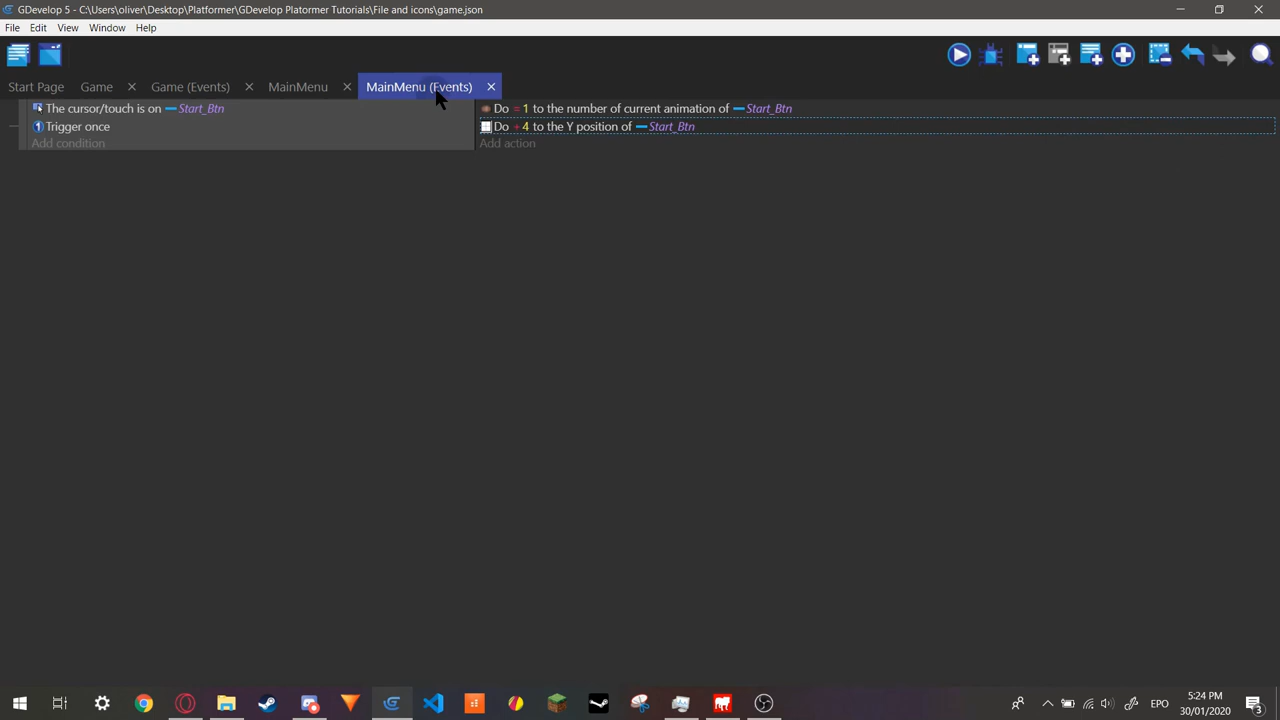 GDevelop 5 - C:\Users\oliver\Desktop\Platformer\GDevelop Platormer Tutorials\File and icons\game.json
File Edit View Window Help
Start Page Game Game (Events) MainMenu MainMenu (Events)
The cursor/touch is on Start_Btn
Do = 1 to the number of current animation of Start_Btn
1 Trigger once
Do + 4 to the Y position of Start_Btn
Add condition
Add action
5:24 PM
30/01/2020
3